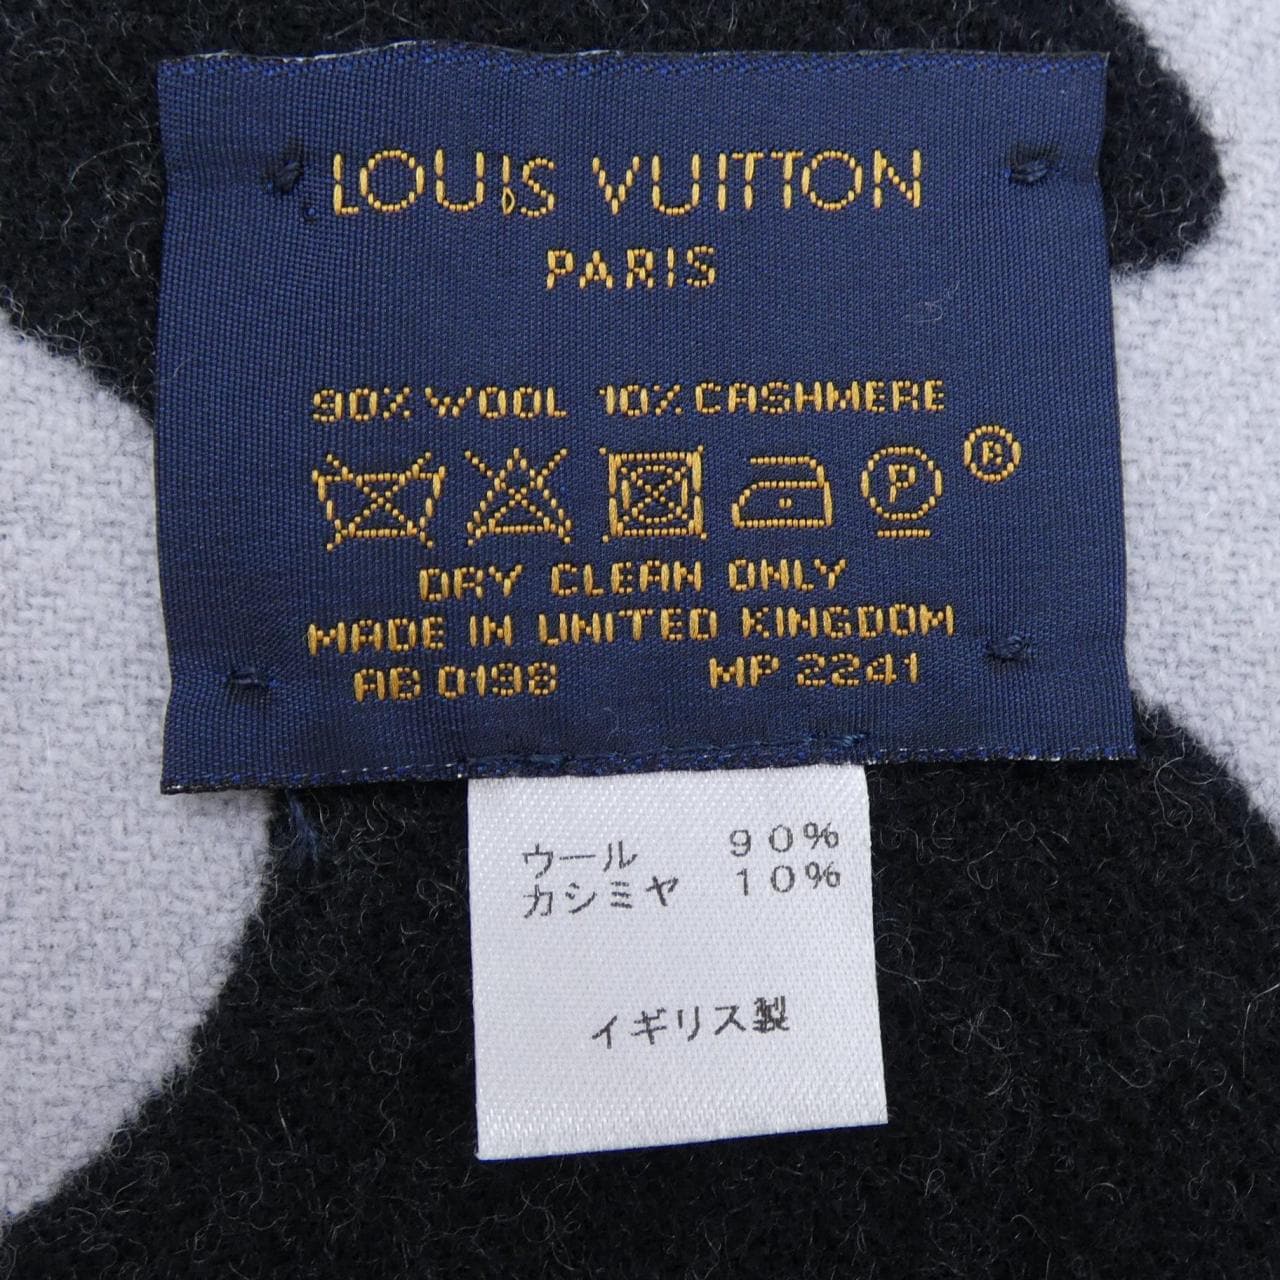 LOUIS VUITTON
PARIS
90% WOOL 10% CASHMERE
P ®
DRY CLEAN ONLY
MADE IN UNITED KINGDOM
AB 0198 MP 2241
ウール 90%
カシミヤ 10%
イギリス製